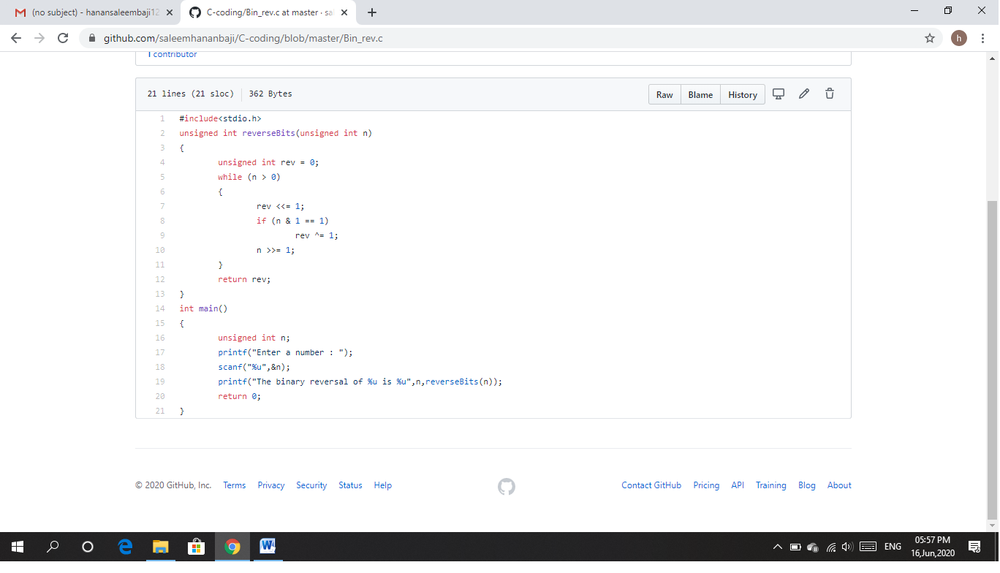 (no subject) - hanansaleembaji12
C-coding/Bin_rev.c at master · sal
github.com/saleemhananbaji/C-coding/blob/master/Bin_rev.c
h
1 contributor
21 lines (21 sloc) 362 Bytes
Raw Blame History
1 #include<stdio.h>
2 unsigned int reverseBits(unsigned int n)
3 {
4 unsigned int rev = 0;
5 while (n > 0)
6 {
7 rev <<= 1;
8 if (n & 1 == 1)
9 rev ^= 1;
10 n >>= 1;
11 }
12 return rev;
13 }
14 int main()
15 {
16 unsigned int n;
17 printf("Enter a number : ");
18 scanf("%u",&n);
19 printf("The binary reversal of %u is %u",n,reverseBits(n));
20 return 0;
21 }
© 2020 GitHub, Inc. Terms Privacy Security Status Help Contact GitHub Pricing API Training Blog About
ENG
05:57 PM
16,Jun,2020